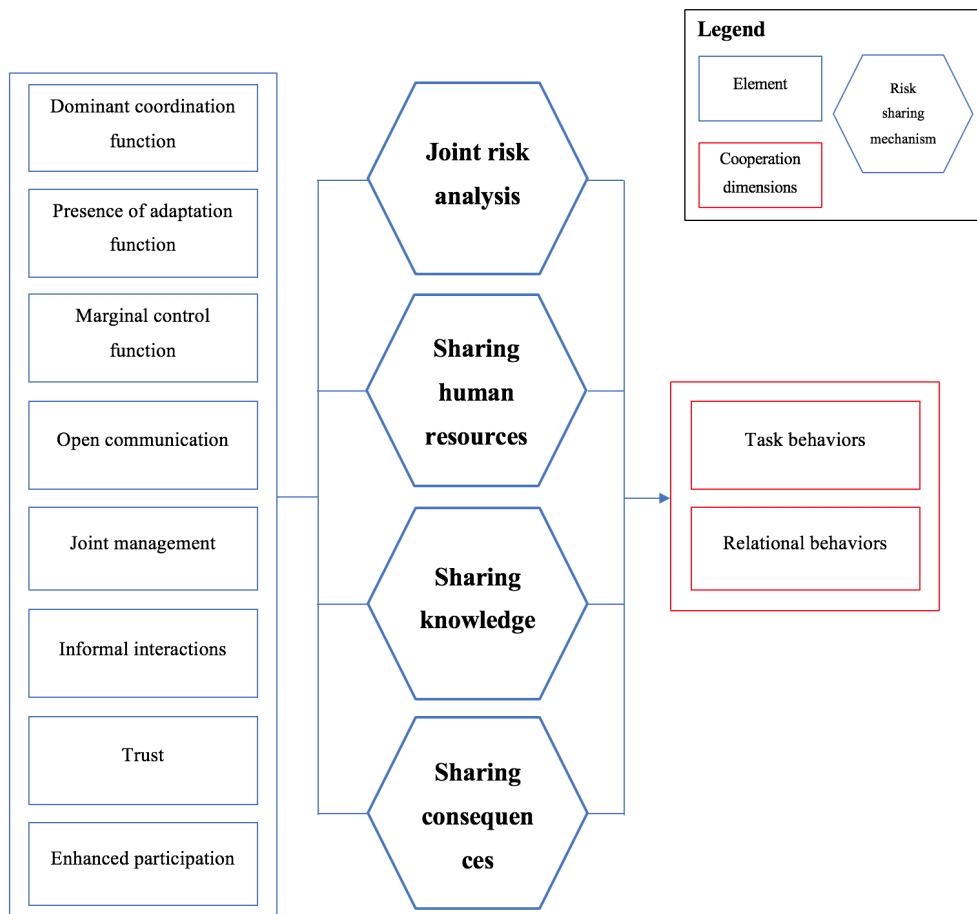 Legend
Element
Risk
sharing
mechanism
Cooperation
dimensions
Dominant coordination
function
Presence of adaptation
function
Marginal control
function
Open communication
Joint management
Informal interactions
Trust
Enhanced participation
Joint risk
analysis
Sharing
human
resources
Sharing
knowledge
Sharing
consequen
ces
Task behaviors
Relational behaviors